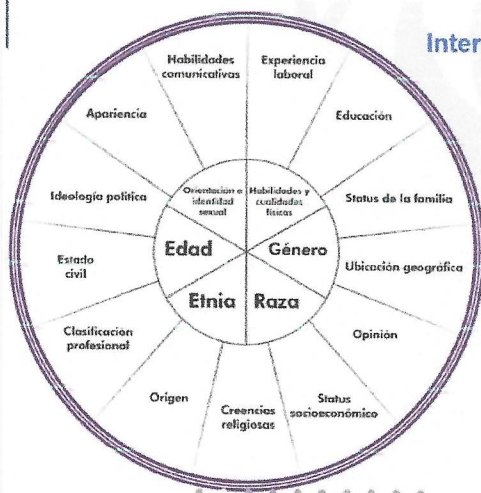 Inter
Habilidades
comunicativas
Experiencia
laboral
Educación
Status de la familia
Ubicación geográfica
Opinión
Status
socioeconómico
Creencias
religiosas
Origen
Clasificación
profesional
Estado
civil
Ideología política
Apariencia
Orientación e
identidad
sexual
Habilidades y
cualidades
físicas
Género
Raza
Etnia
Edad